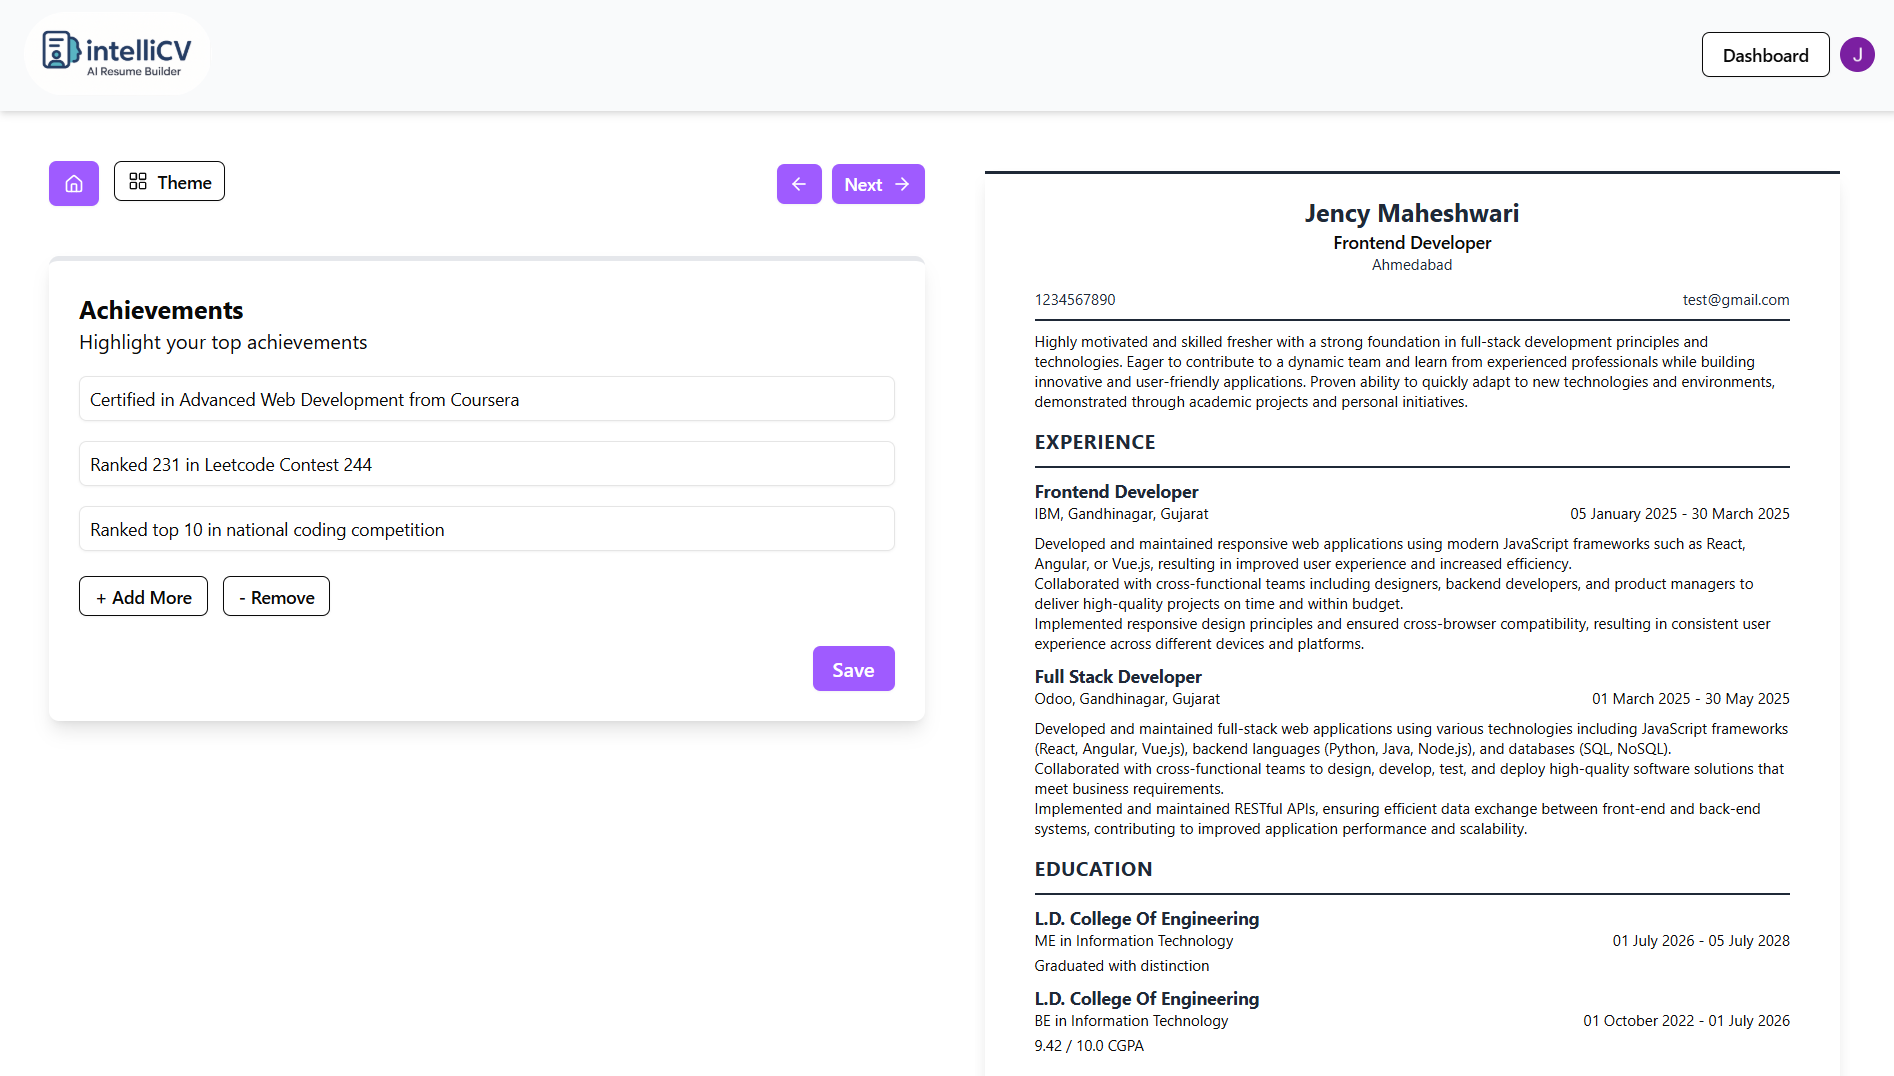 intelliCV
AI Resume Builder
Dashboard
J
Theme
Next
Achievements
Highlight your top achievements
Certified in Advanced Web Development from Coursera
Ranked 231 in Leetcode Contest 244
Ranked top 10 in national coding competition
+ Add More
- Remove
Save
Jency Maheshwari
Frontend Developer
Ahmedabad
1234567890
test@gmail.com
Highly motivated and skilled fresher with a strong foundation in full-stack development principles and
technologies. Eager to contribute to a dynamic team and learn from experienced professionals while building
innovative and user-friendly applications. Proven ability to quickly adapt to new technologies and environments,
demonstrated through academic projects and personal initiatives.
EXPERIENCE
Frontend Developer
IBM, Gandhinagar, Gujarat
05 January 2025 - 30 March 2025
Developed and maintained responsive web applications using modern JavaScript frameworks such as React,
Angular, or Vue.js, resulting in improved user experience and increased efficiency.
Collaborated with cross-functional teams including designers, backend developers, and product managers to
deliver high-quality projects on time and within budget.
Implemented responsive design principles and ensured cross-browser compatibility, resulting in consistent user
experience across different devices and platforms.
Full Stack Developer
Odoo, Gandhinagar, Gujarat
01 March 2025 - 30 May 2025
Developed and maintained full-stack web applications using various technologies including JavaScript frameworks
(React, Angular, Vue.js), backend languages (Python, Java, Node.js), and databases (SQL, NoSQL).
Collaborated with cross-functional teams to design, develop, test, and deploy high-quality software solutions that
meet business requirements.
Implemented and maintained RESTful APIs, ensuring efficient data exchange between front-end and back-end
systems, contributing to improved application performance and scalability.
EDUCATION
L.D. College Of Engineering
ME in Information Technology
01 July 2026 - 05 July 2028
Graduated with distinction
L.D. College Of Engineering
BE in Information Technology
01 October 2022 - 01 July 2026
9.42 / 10.0 CGPA